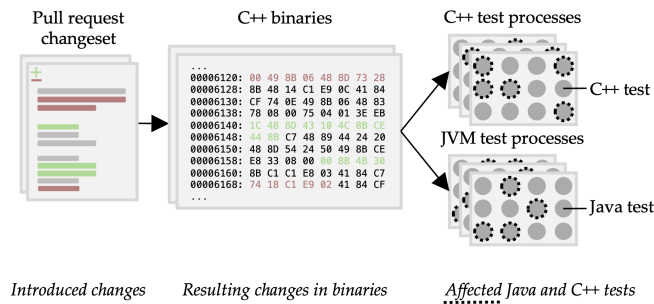 Pull request
changeset
C++ binaries
C++ test processes
+
...
00006120: 00 49 8B 06 48 8D 73 28
00006128: 8B 48 14 C1 E9 0C 41 84
00006130: CF 74 0E 49 8B 06 48 83
00006138: 78 08 00 75 04 01 3E EB
00006140: 1C 48 8D 43 10 4C 8B CE
00006148: 44 8B C7 48 89 44 24 20
00006150: 48 8D 54 24 50 49 8B CE
00006158: E8 33 08 00 00 8B 4B 30
00006160: 8B C1 C1 E8 03 41 84 C7
00006168: 74 18 C1 E9 02 41 84 CF
...
C++ test
JVM test processes
Java test
Introduced changes
Resulting changes in binaries
Affected Java and C++ tests